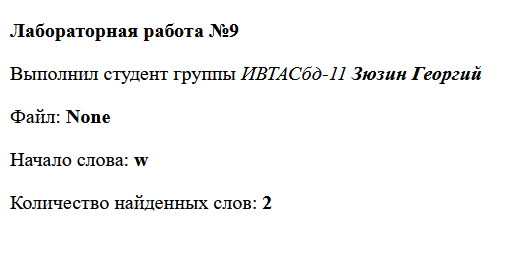 Лабораторная работа №9
Выполнил студент группы ИВТАСбд-11 Зюзин Георгий
Файл: None
Начало слова: w
Количество найденных слов: 2